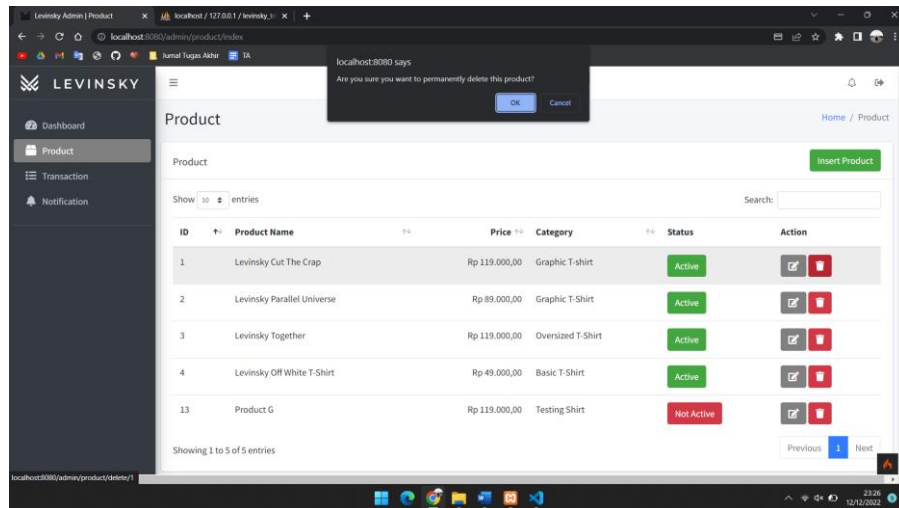 Levinsky Admin | Product
localhost / 127.0.0.1 / levinsky_t
localhost:8080/admin/product/index
Jurnal Tugas Akhir
TA
localhost:8080 says
Are you sure you want to permanently delete this product?
OK
Cancel
LEVINSKY
Dashboard
Product
Transaction
Notification
Product
Home / Product
Product
Insert Product
Show 10 entries
Search:
ID Product Name Price Category Status Action
1 Levinsky Cut The Crap Rp 119.000,00 Graphic T-shirt Active
2 Levinsky Parallel Universe Rp 89.000,00 Graphic T-Shirt Active
3 Levinsky Together Rp 119.000,00 Oversized T-Shirt Active
4 Levinsky Off White T-Shirt Rp 49.000,00 Basic T-Shirt Active
13 Product G Rp 119.000,00 Testing Shirt Not Active
Showing 1 to 5 of 5 entries
Previous 1 Next
localhost:8080/admin/product/delete/1
23:26
12/12/2022